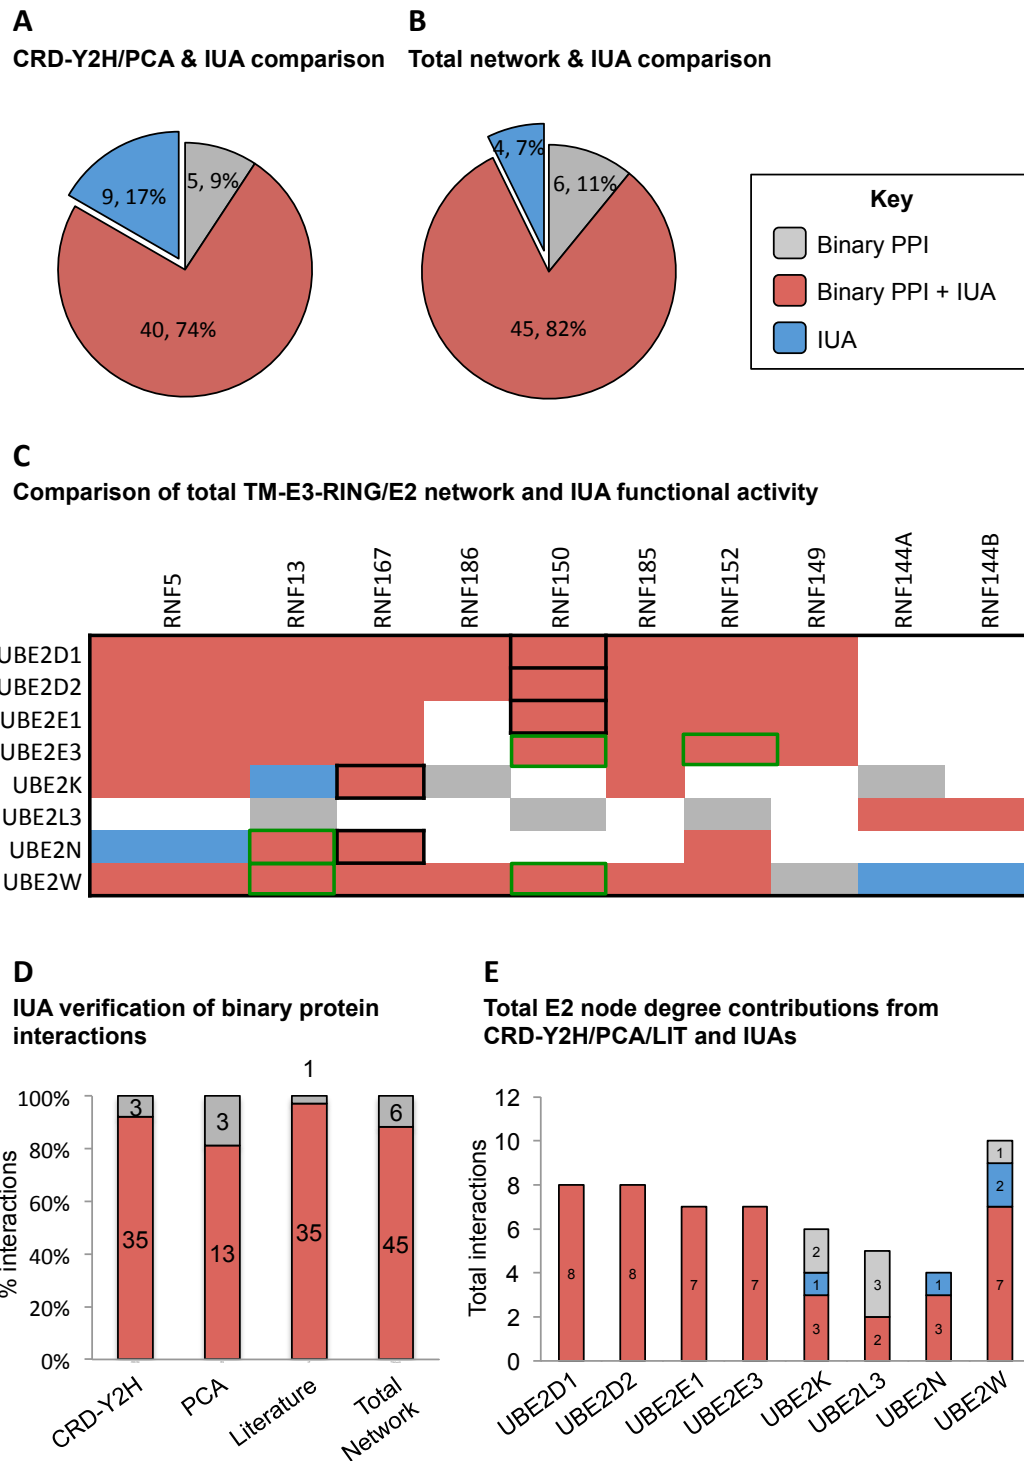 A
CRD-Y2H/PCA & IUA comparison
9, 17%
5, 9%
40, 74%
B
Total network & IUA comparison
4, 7%
6, 11%
45, 82%
Key
Binary PPI
Binary PPI + IUA
IUA
C
Comparison of total TM-E3-RING/E2 network and IUA functional activity
RNF5
RNF13
RNF167
RNF186
RNF150
RNF185
RNF152
RNF149
RNF144A
RNF144B
UBE2D1
UBE2D2
UBE2E1
UBE2E3
UBE2K
UBE2L3
UBE2N
UBE2W
D
IUA verification of binary protein
interactions
% interactions
100%
80%
60%
40%
20%
0%
3
35
3
13
1
35
6
45
CRD-Y2H
PCA
Literature
Total
Network
E
Total E2 node degree contributions from
CRD-Y2H/PCA/LIT and IUAs
Total interactions
12
10
8
6
4
2
0
8
8
7
7
2
1
3
3
2
1
3
1
2
7
UBE2D1
UBE2D2
UBE2E1
UBE2E3
UBE2K
UBE2L3
UBE2N
UBE2W